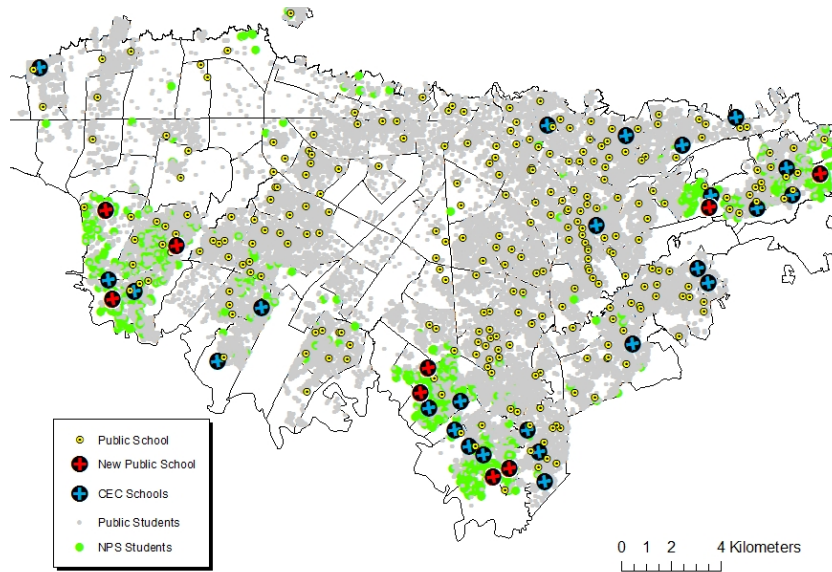 Public School
New Public School
CEC Schools
Public Students
NPS Students
0 1 2 4 Kilometers